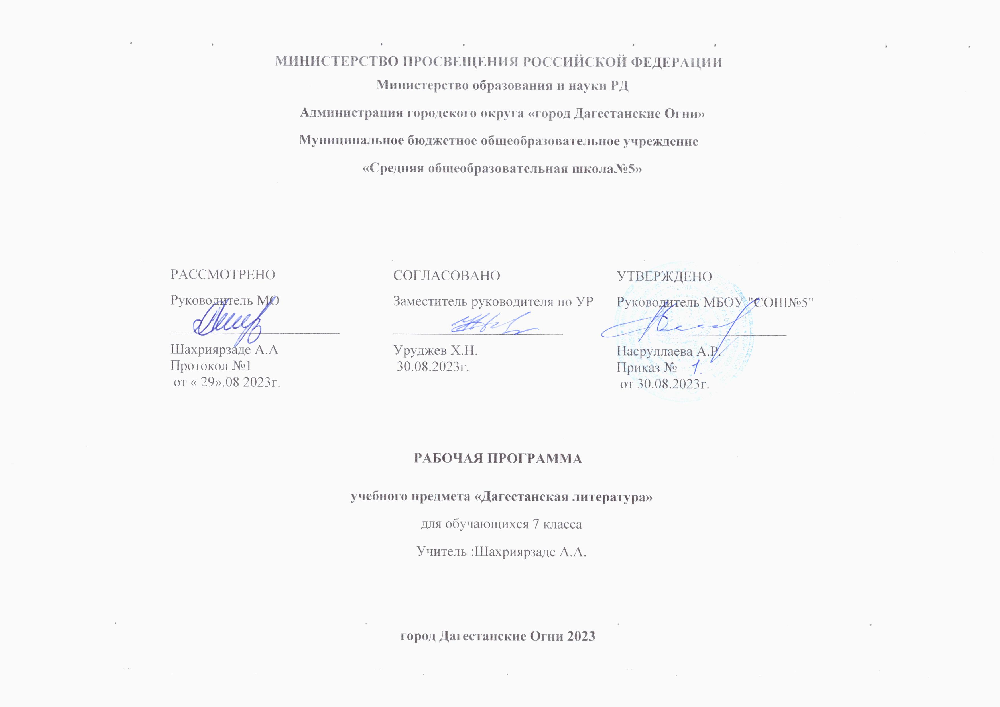 МИНИСТЕРСТВО ПРОСВЕЩЕНИЯ РОССИЙСКОЙ ФЕДЕРАЦИИ
Министерство образования и науки РД
Администрация городского округа «город Дагестанские Огни»
Муниципальное бюджетное общеобразовательное учреждение
«Средняя общеобразовательная школа№5»
РАССМОТРЕНО
Руководитель МО
Шахриярзаде А.А
Протокол №1
от « 29».08 2023г.
СОГЛАСОВАНО
Заместитель руководителя по УР
Уруджев Х.Н.
30.08.2023г.
УТВЕРЖДЕНО
Руководитель МБОУ "СОШ№5"
Насруллаева А.Р.
Приказ № 1
от 30.08.2023г.
РАБОЧАЯ ПРОГРАММА
учебного предмета «Дагестанская литература»
для обучающихся 7 класса
Учитель :Шахриярзаде А.А.
город Дагестанские Огни 2023